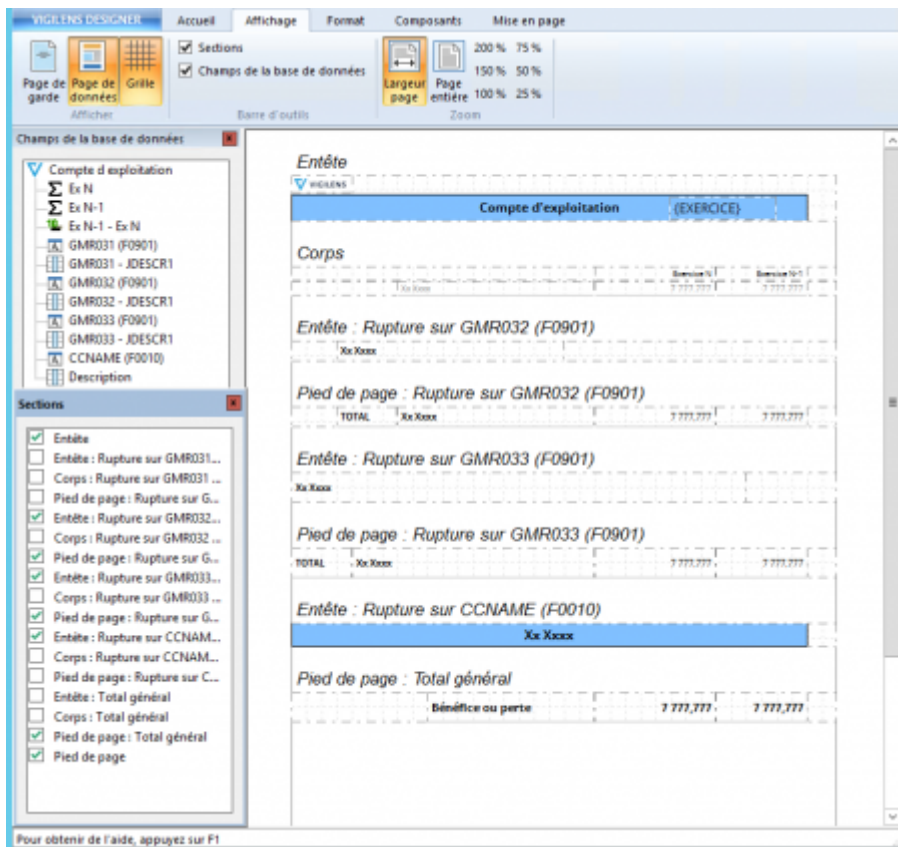 VIGILENS DESIGNER Accueil Affichage Format Composants Mise en page
Page de garde
Page de données
Grille
Afficher
Sections
Champs de la base de données
Barre d'outils
Largeur page
Page entière
200 % 75 %
150 % 50 %
100 % 25 %
Zoom
Champs de la base de données
Compte d exploitation
Ex N
Ex N-1
Ex N-1 - Ex N
GMR031 (F0901)
GMR031 - JDESCR1
GMR032 (F0901)
GMR032 - JDESCR1
GMR033 (F0901)
GMR033 - JDESCR1
CCNAME (F0010)
Description
Sections
Entête
Entête : Rupture sur GMR031...
Corps : Rupture sur GMR031 ...
Pied de page : Rupture sur G...
Entête : Rupture sur GMR032...
Corps : Rupture sur GMR032 ...
Pied de page : Rupture sur G...
Entête : Rupture sur GMR033...
Corps : Rupture sur GMR033 ...
Pied de page : Rupture sur G...
Entête : Rupture sur CCNAM...
Corps : Rupture sur CCNAM...
Pied de page : Rupture sur C...
Entête : Total général
Corps : Total général
Pied de page : Total général
Pied de page
Entête
VIGILENS
Compte d'exploitation {EXERCICE}
Corps
Exercice N Exercice N-1
Xx Xxxx 7 777,777 7 777,777
Entête : Rupture sur GMR032 (F0901)
Xx Xxxx
Pied de page : Rupture sur GMR032 (F0901)
TOTAL Xx Xxxx 7 777,777 7 777,777
Entête : Rupture sur GMR033 (F0901)
Xx Xxxx
Pied de page : Rupture sur GMR033 (F0901)
TOTAL Xx Xxxx 7 777,777 7 777,777
Entête : Rupture sur CCNAME (F0010)
Xx Xxxx
Pied de page : Total général
Bénéfice ou perte 7 777,777 7 777,777
Pour obtenir de l'aide, appuyez sur F1